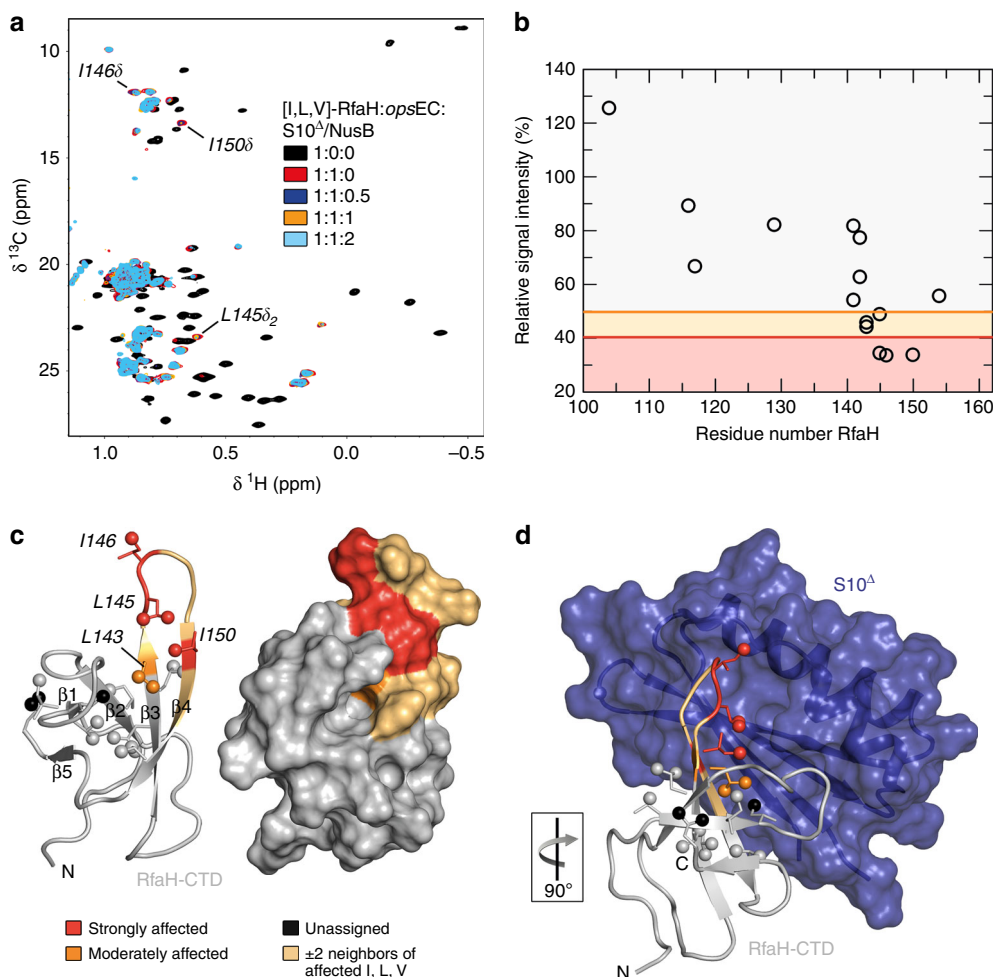 a
10
15
20
25
δ ¹³C (ppm)
1.0
0.5
0.0
−0.5
δ ¹H (ppm)
I146δ
I150δ
L145δ₂
[I,L,V]-RfaH:opsEC:
S10^Δ/NusB
1:0:0
1:1:0
1:1:0.5
1:1:1
1:1:2
b
140
120
100
80
60
40
20
Relative signal intensity (%)
100 110 120 130 140 150 160
Residue number RfaH
c
I146
L145
L143
I150
β1
β2
β3
β4
β5
N
RfaH-CTD
Strongly affected
Moderately affected
Unassigned
±2 neighbors of
affected I, L, V
d
S10^Δ
C
90°
RfaH-CTD
N